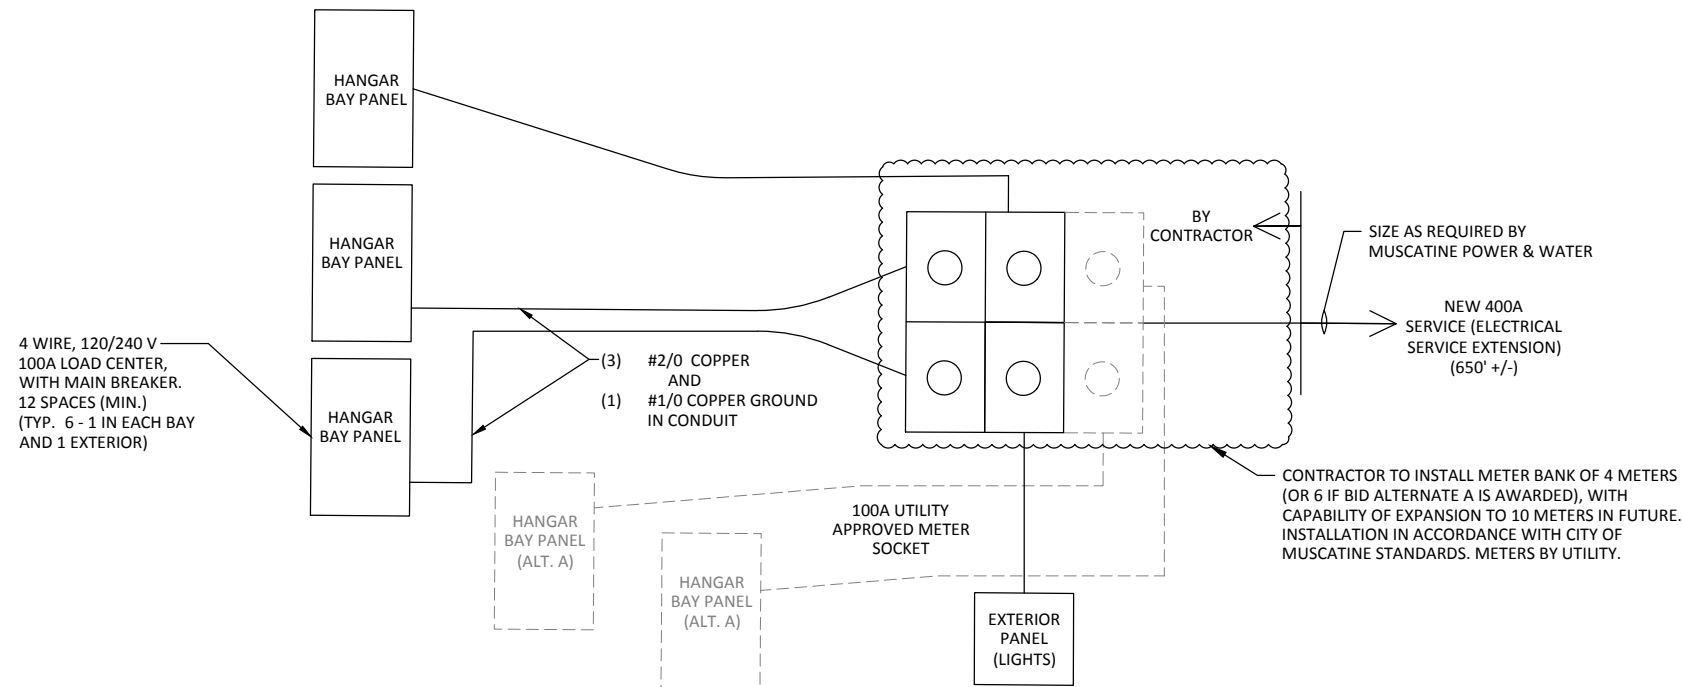 HANGAR
BAY PANEL
HANGAR
BAY PANEL
4 WIRE, 120/240 V
100A LOAD CENTER,
WITH MAIN BREAKER.
12 SPACES (MIN.)
(TYP. 6 - 1 IN EACH BAY
AND 1 EXTERIOR)
HANGAR
BAY PANEL
(3) #2/0 COPPER
AND
(1) #1/0 COPPER GROUND
IN CONDUIT
BY
CONTRACTOR
SIZE AS REQUIRED BY
MUSCATINE POWER & WATER
NEW 400A
SERVICE (ELECTRICAL
SERVICE EXTENSION)
(650' +/-)
HANGAR
BAY PANEL
(ALT. A)
HANGAR
BAY PANEL
(ALT. A)
100A UTILITY
APPROVED METER
SOCKET
CONTRACTOR TO INSTALL METER BANK OF 4 METERS
(OR 6 IF BID ALTERNATE A IS AWARDED), WITH
CAPABILITY OF EXPANSION TO 10 METERS IN FUTURE.
INSTALLATION IN ACCORDANCE WITH CITY OF
MUSCATINE STANDARDS. METERS BY UTILITY.
EXTERIOR
PANEL
(LIGHTS)